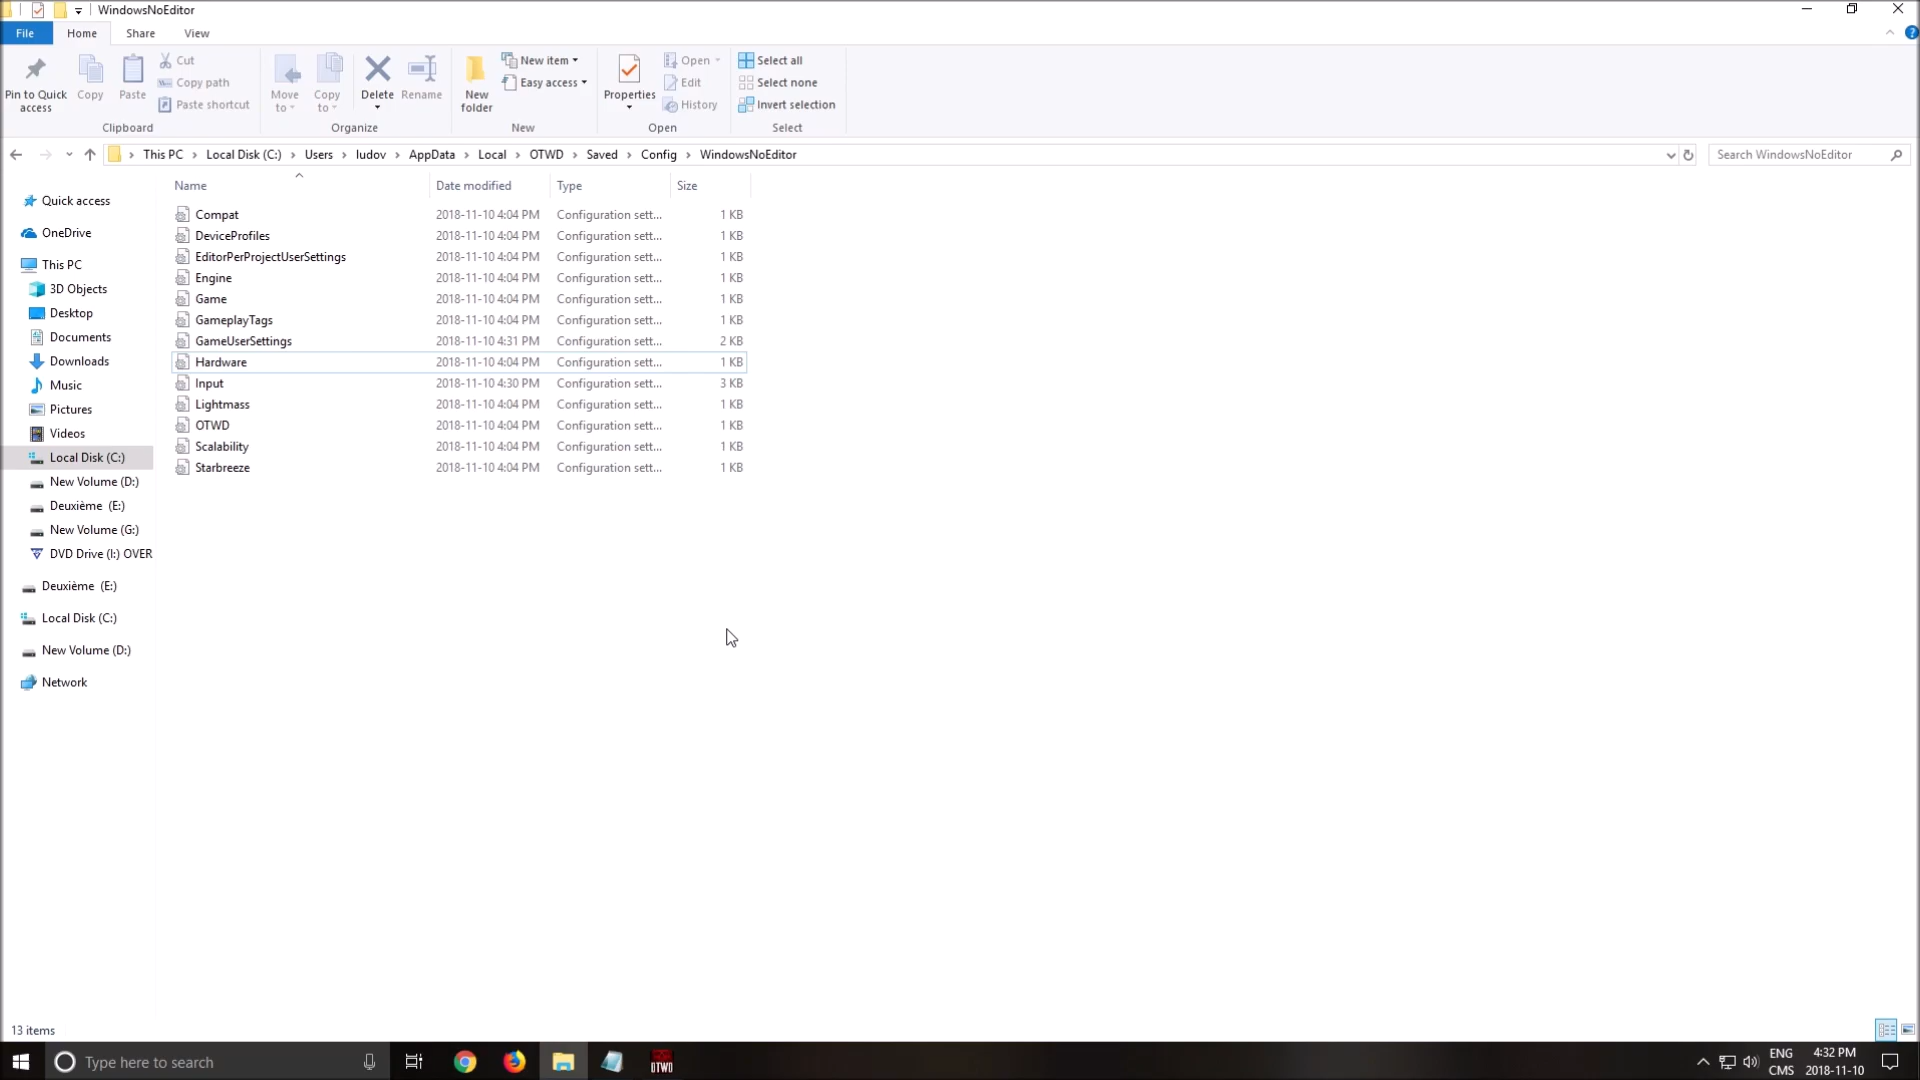 WindowsNoEditor
File Home Share View
Pin to Quick access
Copy
Paste
Cut
Copy path
Paste shortcut
Clipboard
Move to
Copy to
Delete
Rename
Organize
New folder
New item
Easy access
New
Properties
Open
Edit
History
Open
Select all
Select none
Invert selection
Select
This PC › Local Disk (C:) › Users › ludov › AppData › Local › OTWD › Saved › Config › WindowsNoEditor
Search WindowsNoEditor
Quick access
OneDrive
This PC
3D Objects
Desktop
Documents
Downloads
Music
Pictures
Videos
Local Disk (C:)
New Volume (D:)
Deuxième (E:)
New Volume (G:)
DVD Drive (I:) OVER
Deuxième (E:)
Local Disk (C:)
New Volume (D:)
Network
Name Date modified Type Size
Compat 2018-11-10 4:04 PM Configuration sett... 1 KB
DeviceProfiles 2018-11-10 4:04 PM Configuration sett... 1 KB
EditorPerProjectUserSettings 2018-11-10 4:04 PM Configuration sett... 1 KB
Engine 2018-11-10 4:04 PM Configuration sett... 1 KB
Game 2018-11-10 4:04 PM Configuration sett... 1 KB
GameplayTags 2018-11-10 4:04 PM Configuration sett... 1 KB
GameUserSettings 2018-11-10 4:31 PM Configuration sett... 2 KB
Hardware 2018-11-10 4:04 PM Configuration sett... 1 KB
Input 2018-11-10 4:30 PM Configuration sett... 3 KB
Lightmass 2018-11-10 4:04 PM Configuration sett... 1 KB
OTWD 2018-11-10 4:04 PM Configuration sett... 1 KB
Scalability 2018-11-10 4:04 PM Configuration sett... 1 KB
Starbreeze 2018-11-10 4:04 PM Configuration sett... 1 KB
13 items
Type here to search
OTWD
ENG
CMS
4:32 PM
2018-11-10